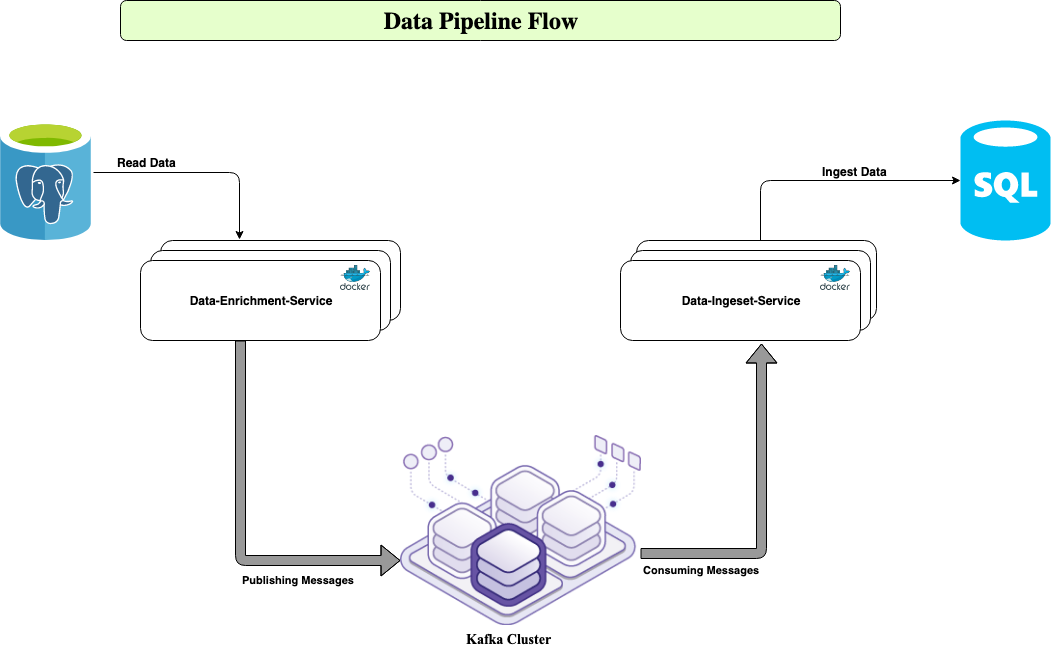 Data Pipeline Flow
Read Data
Ingest Data
SQL
docker
Data-Enrichment-Service
docker
Data-Ingeset-Service
Publishing Messages
Consuming Messages
Kafka Cluster